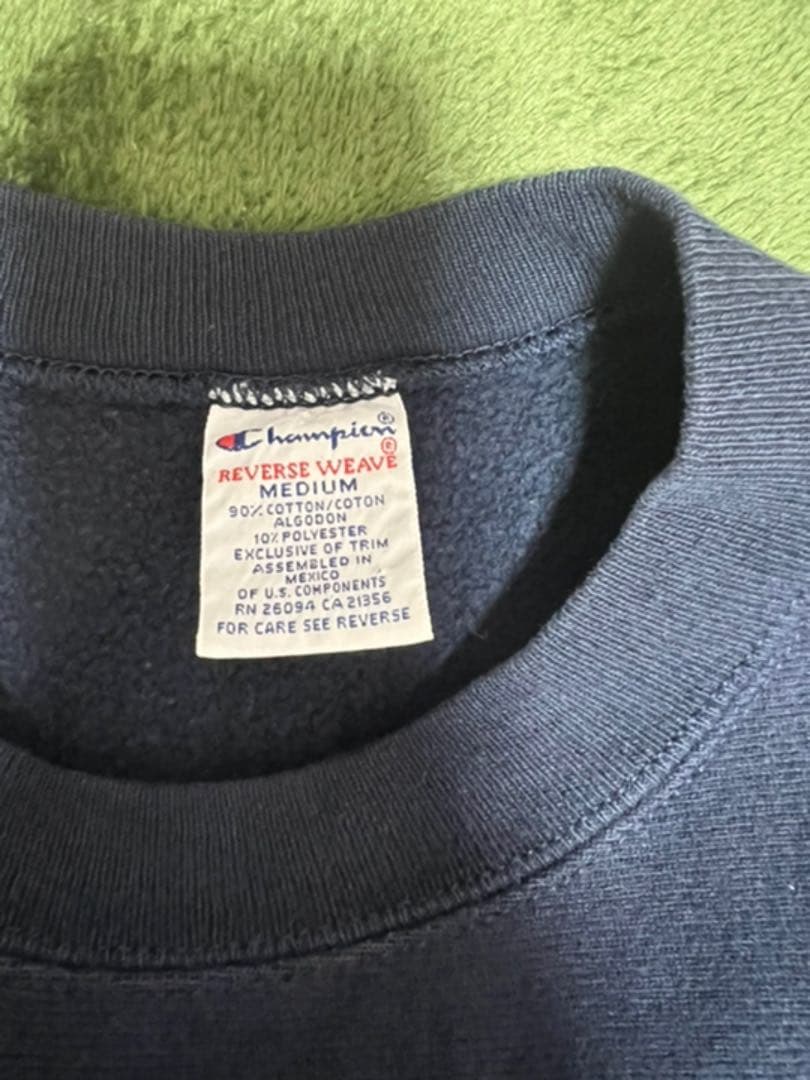 Champion®
REVERSE WEAVE®
MEDIUM
90% COTTON/COTON
ALGODON
10% POLYESTER
EXCLUSIVE OF TRIM
ASSEMBLED IN
MEXICO
OF U.S. COMPONENTS
RN 26094 CA 21356
FOR CARE SEE REVERSE